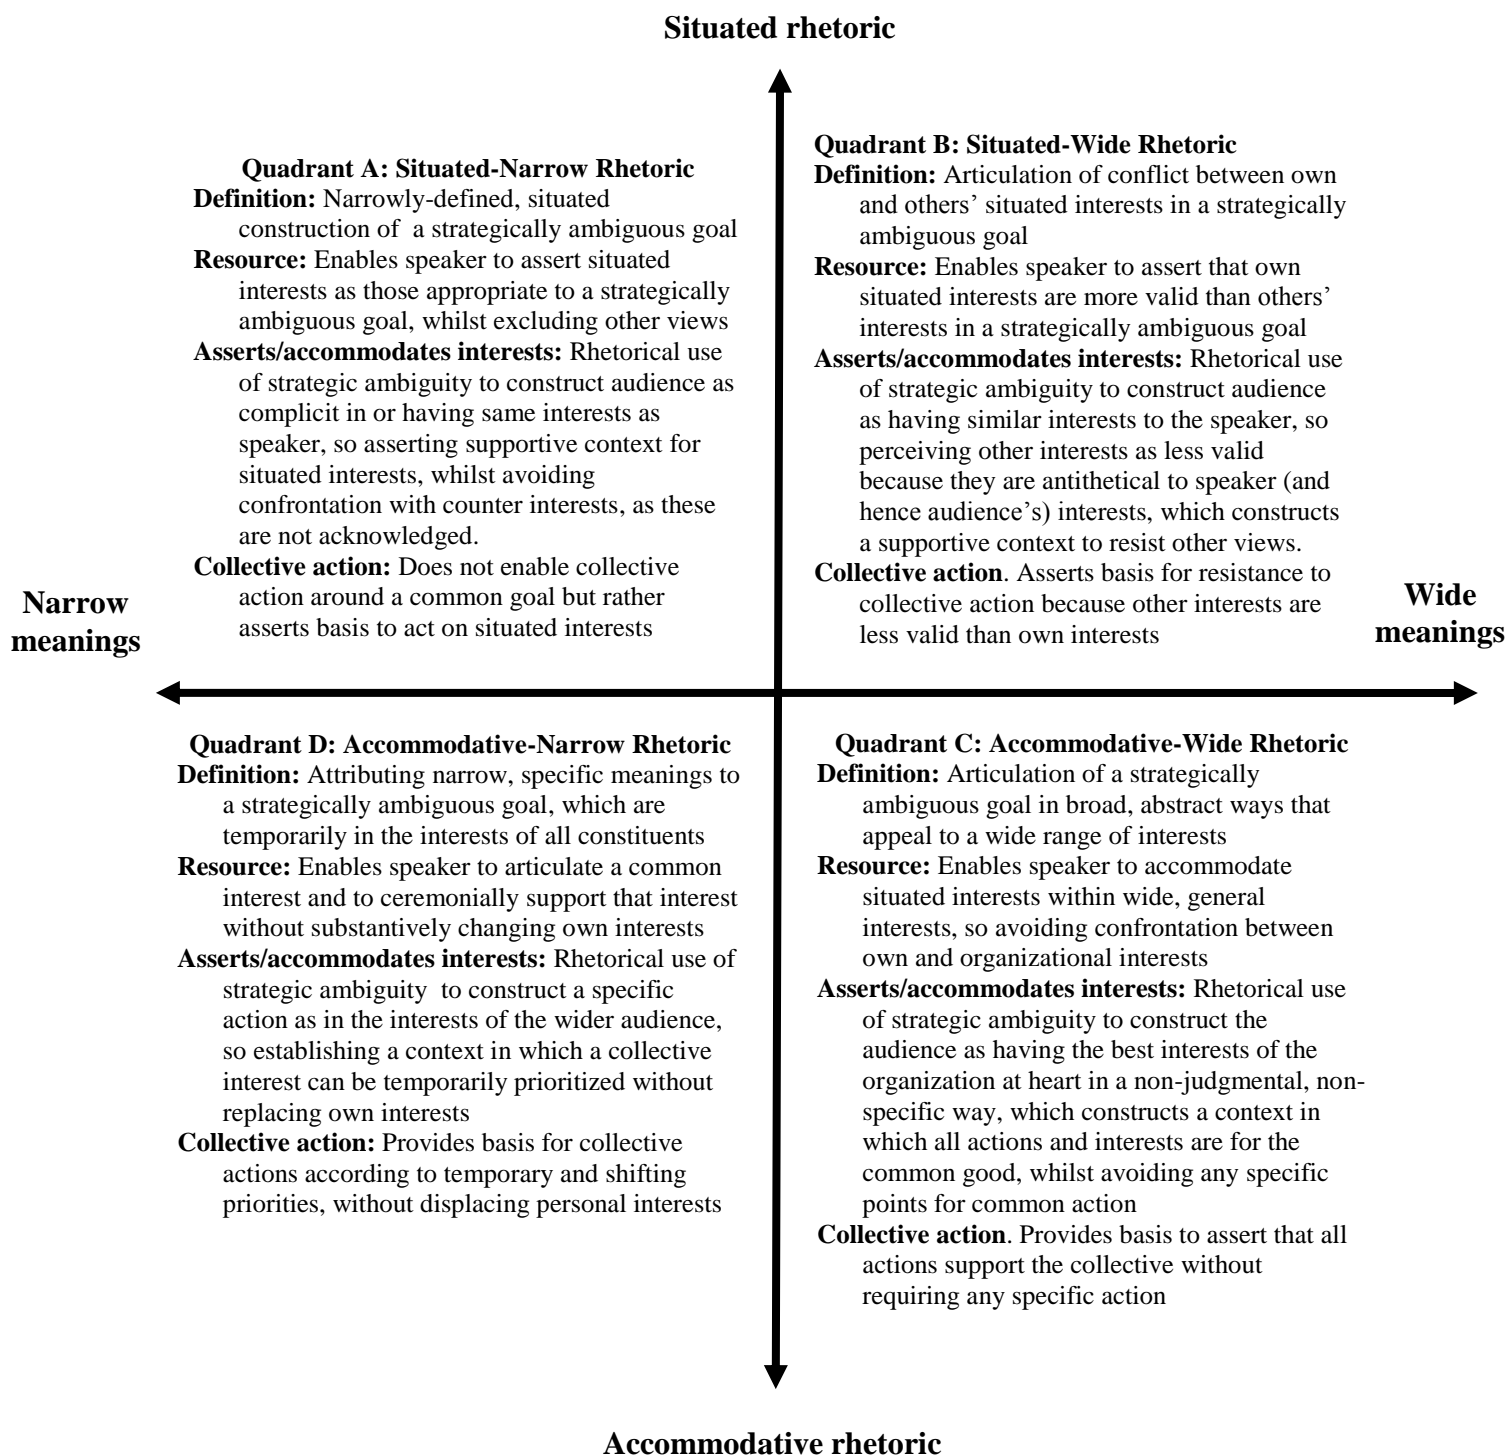 Situated rhetoric
Quadrant A: Situated-Narrow Rhetoric
Definition: Narrowly-defined, situated
construction of a strategically ambiguous goal
Resource: Enables speaker to assert situated
interests as those appropriate to a strategically
ambiguous goal, whilst excluding other views
Asserts/accommodates interests: Rhetorical use
of strategic ambiguity to construct audience as
complicit in or having same interests as
speaker, so asserting supportive context for
situated interests, whilst avoiding
confrontation with counter interests, as these
are not acknowledged.
Collective action: Does not enable collective
action around a common goal but rather
asserts basis to act on situated interests
Quadrant B: Situated-Wide Rhetoric
Definition: Articulation of conflict between own
and others’ situated interests in a strategically
ambiguous goal
Resource: Enables speaker to assert that own
situated interests are more valid than others’
interests in a strategically ambiguous goal
Asserts/accommodates interests: Rhetorical use
of strategic ambiguity to construct audience
as having similar interests to the speaker, so
perceiving other interests as less valid
because they are antithetical to speaker (and
hence audience’s) interests, which constructs
a supportive context to resist other views.
Collective action. Asserts basis for resistance to
collective action because other interests are
less valid than own interests
Narrow
meanings
Wide
meanings
Quadrant D: Accommodative-Narrow Rhetoric
Definition: Attributing narrow, specific meanings to
a strategically ambiguous goal, which are
temporarily in the interests of all constituents
Resource: Enables speaker to articulate a common
interest and to ceremonially support that interest
without substantively changing own interests
Asserts/accommodates interests: Rhetorical use of
strategic ambiguity to construct a specific
action as in the interests of the wider audience,
so establishing a context in which a collective
interest can be temporarily prioritized without
replacing own interests
Collective action: Provides basis for collective
actions according to temporary and shifting
priorities, without displacing personal interests
Quadrant C: Accommodative-Wide Rhetoric
Definition: Articulation of a strategically
ambiguous goal in broad, abstract ways that
appeal to a wide range of interests
Resource: Enables speaker to accommodate
situated interests within wide, general
interests, so avoiding confrontation between
own and organizational interests
Asserts/accommodates interests: Rhetorical use
of strategic ambiguity to construct the
audience as having the best interests of the
organization at heart in a non-judgmental, non-
specific way, which constructs a context in
which all actions and interests are for the
common good, whilst avoiding any specific
points for common action
Collective action. Provides basis to assert that all
actions support the collective without
requiring any specific action
Accommodative rhetoric